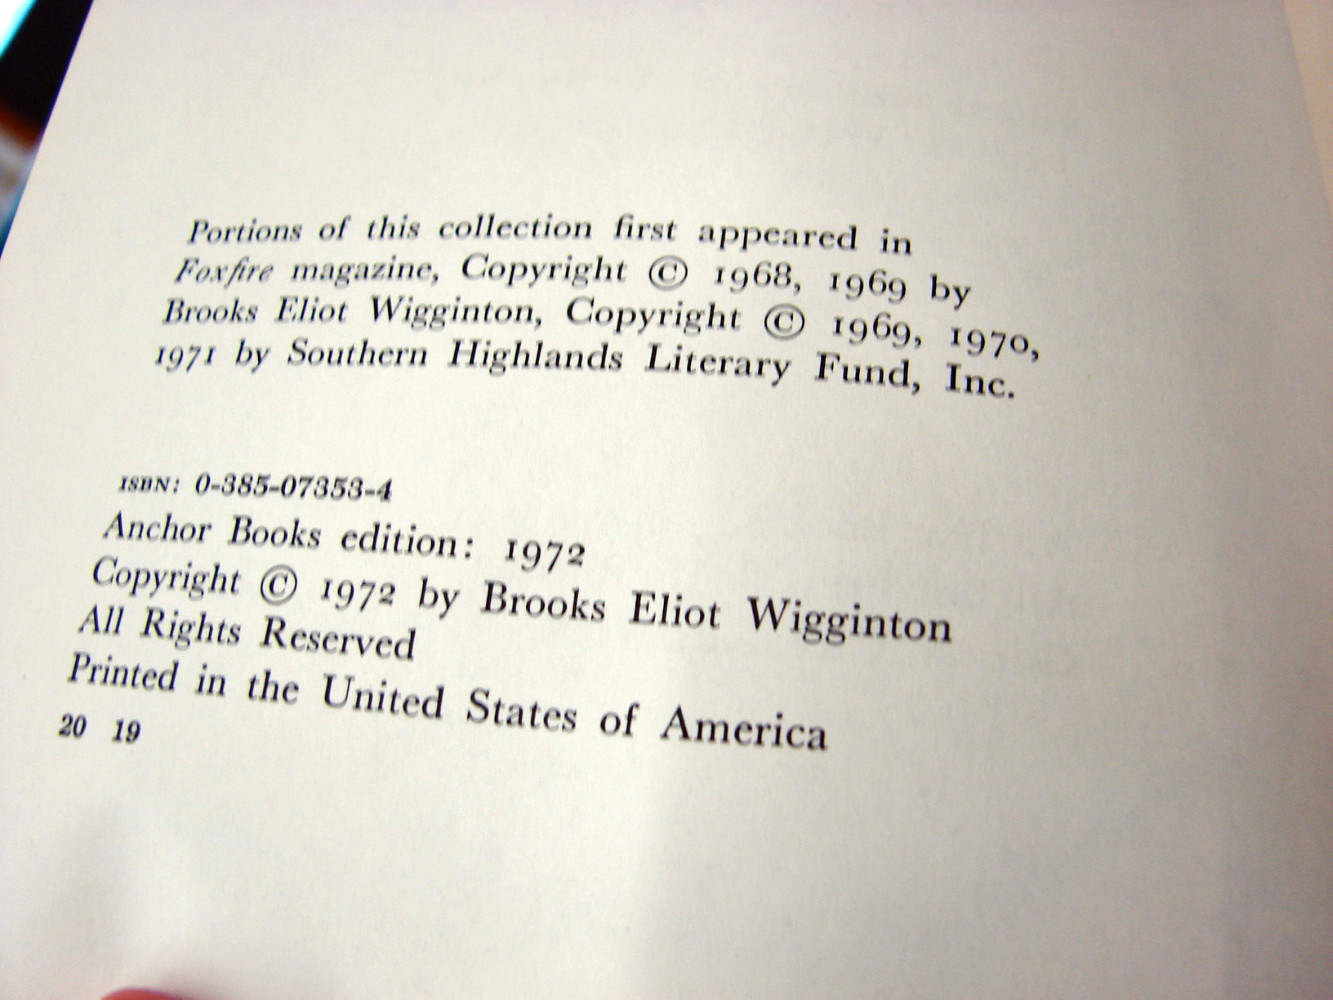 Portions of this collection first appeared in
Foxfire magazine, Copyright © 1968, 1969 by
Brooks Eliot Wigginton, Copyright © 1969, 1970,
1971 by Southern Highlands Literary Fund, Inc.
ISBN: 0-385-07353-4
Anchor Books edition: 1972
Copyright © 1972 by Brooks Eliot Wigginton
All Rights Reserved
Printed in the United States of America
20 19